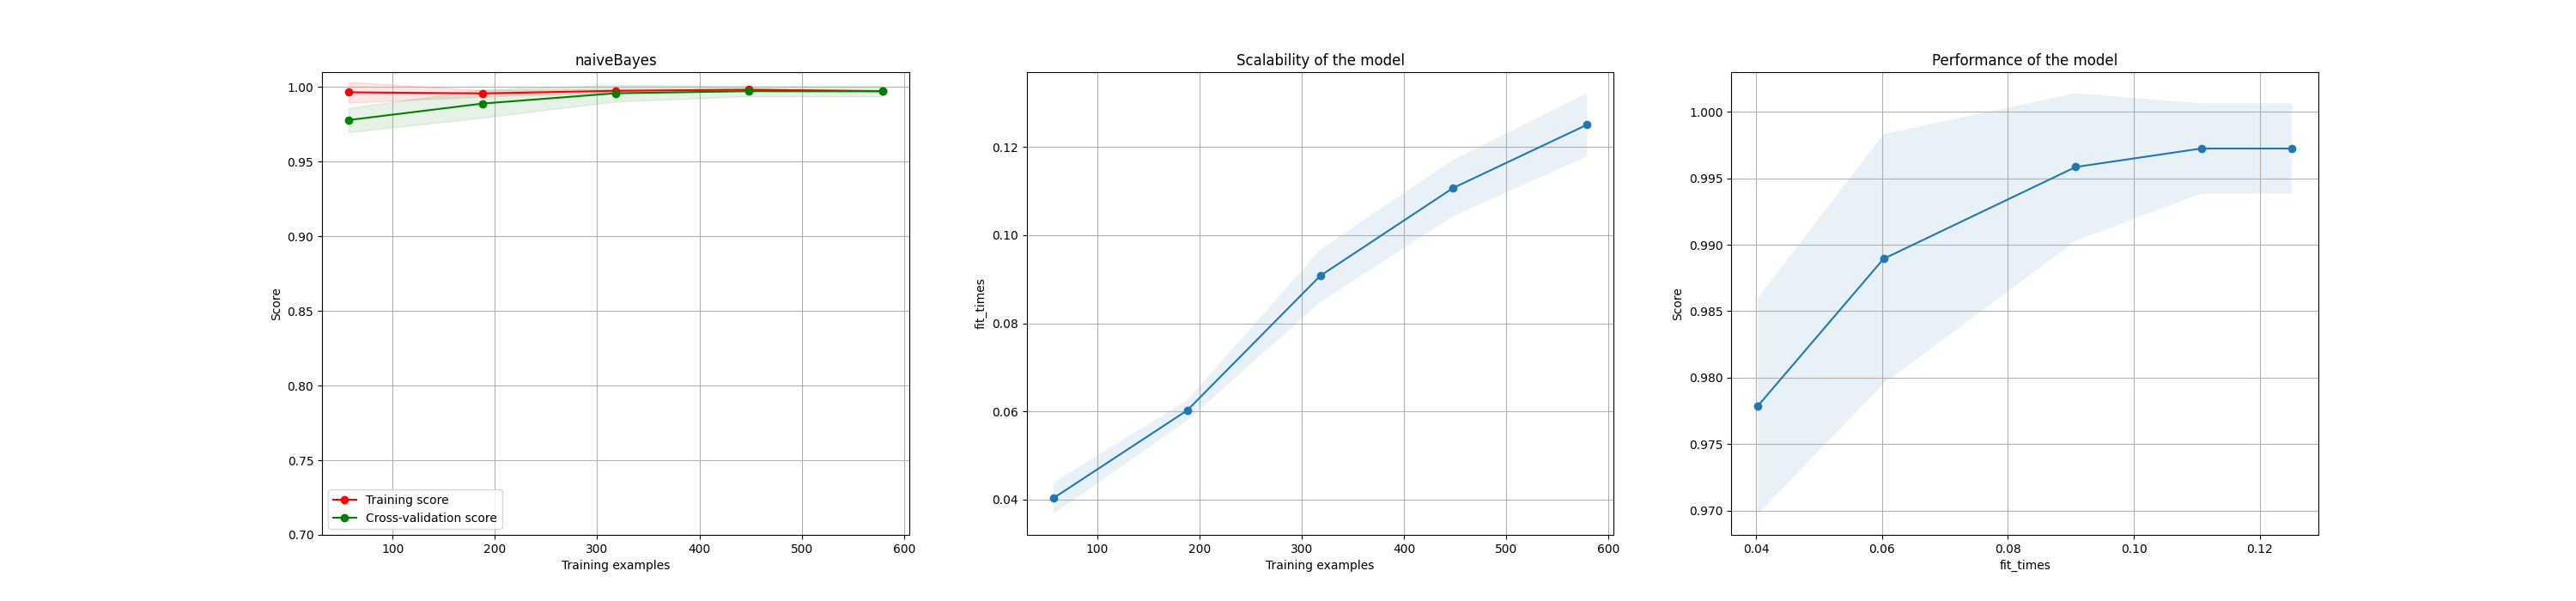 naiveBayes
1.00
0.95
0.90
0.85
0.80
0.75
0.70
Score
Training score
Cross-validation score
100 200 300 400 500 600
Training examples
Scalability of the model
0.12
0.10
0.08
0.06
0.04
fit_times
100 200 300 400 500 600
Training examples
Performance of the model
1.000
0.995
0.990
0.985
0.980
0.975
0.970
Score
0.04 0.06 0.08 0.10 0.12
fit_times